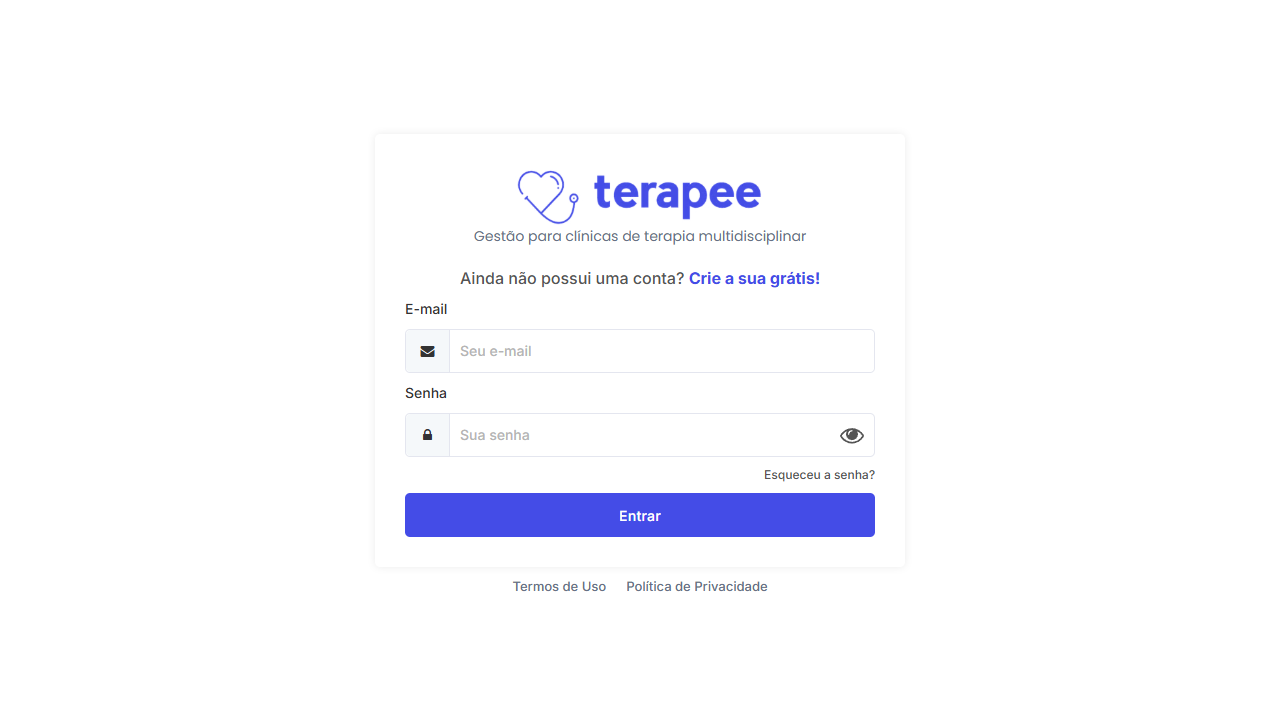 terapee
Gestão para clínicas de terapia multidisciplinar
Ainda não possui uma conta? Crie a sua grátis!
E-mail
Seu e-mail
Senha
Sua senha
Esqueceu a senha?
Entrar
Termos de Uso Política de Privacidade